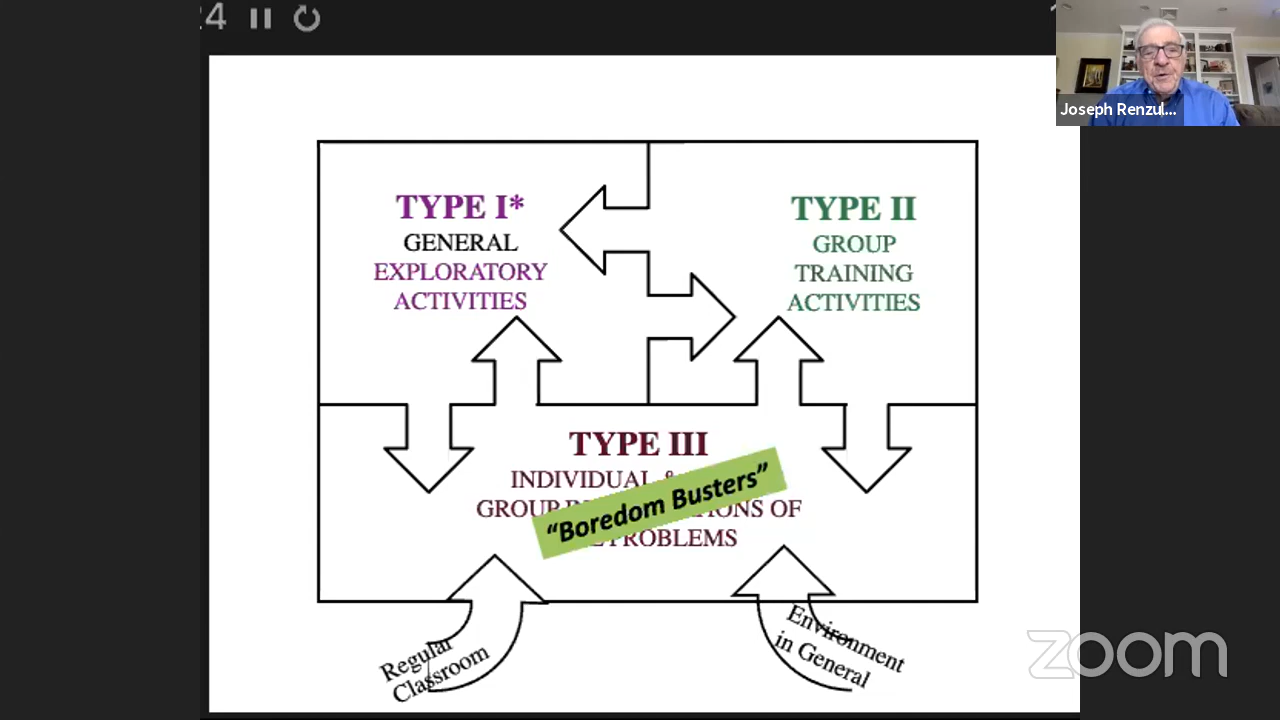 24
Joseph Renzul...
TYPE I*
GENERAL
EXPLORATORY
ACTIVITIES
TYPE II
GROUP
TRAINING
ACTIVITIES
TYPE III
INDIVIDUAL
GROUP OF
PROBLEMS
“Boredom Busters”
Regular
Classroom
Environment
in General
zoom